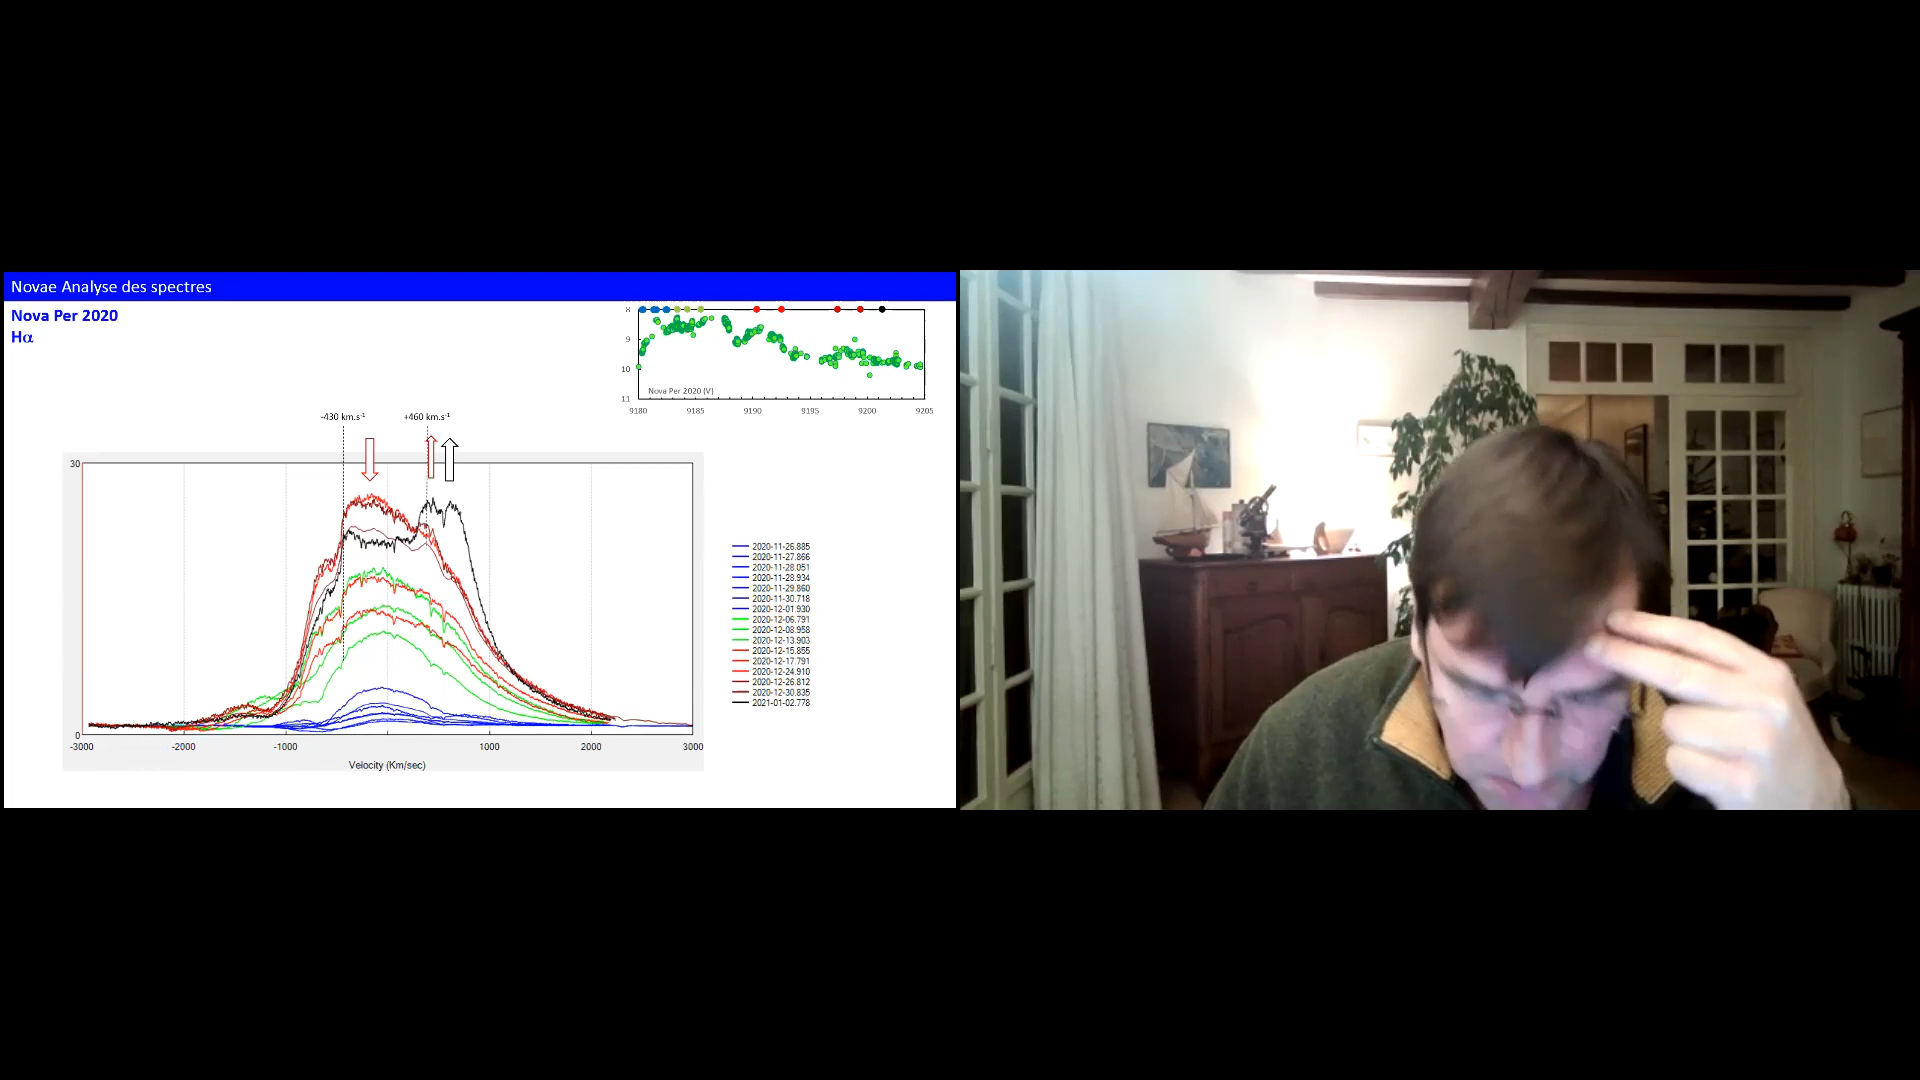 Novae Analyse des spectres
Nova Per 2020
Hα
8
9
10
11
Nova Per 2020 (V)
9180 9185 9190 9195 9200 9205
-430 km.s-1 +460 km.s-1
30
0
-3000 -2000 -1000 1000 2000 3000
Velocity (Km/sec)
2020-11-26.885
2020-11-27.866
2020-11-28.051
2020-11-28.934
2020-11-29.860
2020-11-30.718
2020-12-01.930
2020-12-06.791
2020-12-08.958
2020-12-13.903
2020-12-15.855
2020-12-17.791
2020-12-24.910
2020-12-26.812
2020-12-30.835
2021-01-02.778